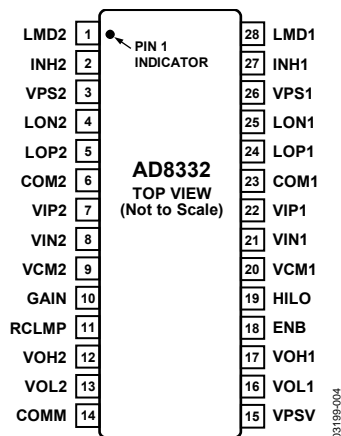 LMD2 1 28 LMD1
PIN 1
INDICATOR
INH2 2 27 INH1
VPS2 3 26 VPS1
LON2 4 25 LON1
LOP2 5 24 LOP1
COM2 6 23 COM1
AD8332
TOP VIEW
(Not to Scale)
VIP2 7 22 VIP1
VIN2 8 21 VIN1
VCM2 9 20 VCM1
GAIN 10 19 HILO
RCLMP 11 18 ENB
VOH2 12 17 VOH1
VOL2 13 16 VOL1
COMM 14 15 VPSV
03199-004